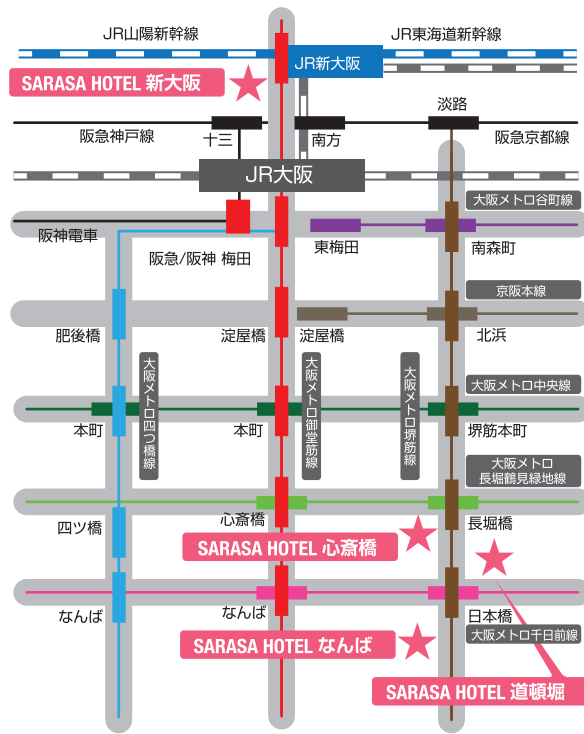 JR山陽新幹線
JR東海道新幹線
JR新大阪
SARASA HOTEL 新大阪
淡路
阪急神戸線
十三
南方
阪急京都線
JR大阪
大阪メトロ谷町線
阪神電車
阪急/阪神 梅田
東梅田
南森町
京阪本線
肥後橋
淀屋橋
淀屋橋
北浜
大阪メトロ四つ橋線
大阪メトロ御堂筋線
大阪メトロ堺筋線
大阪メトロ中央線
本町
本町
堺筋本町
大阪メトロ
長堀鶴見緑地線
四ツ橋
心斎橋
長堀橋
SARASA HOTEL 心斎橋
なんば
なんば
日本橋
大阪メトロ千日前線
SARASA HOTEL なんば
SARASA HOTEL 道頓堀